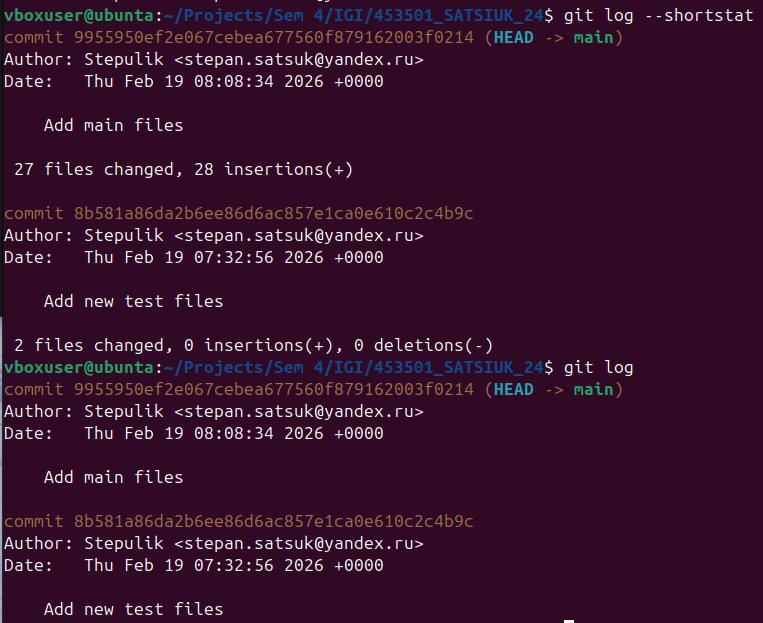 vboxuser@ubunta:~/Projects/Sem 4/IGI/453501_SATSIUK_24$ git log --shortstat
commit 9955950ef2e067cebea677560f879162003f0214 (HEAD -> main)
Author: Stepulik <stepan.satsuk@yandex.ru>
Date:   Thu Feb 19 08:08:34 2026 +0000

    Add main files

 27 files changed, 28 insertions(+)

commit 8b581a86da2b6ee86d6ac857e1ca0e610c2c4b9c
Author: Stepulik <stepan.satsuk@yandex.ru>
Date:   Thu Feb 19 07:32:56 2026 +0000

    Add new test files

 2 files changed, 0 insertions(+), 0 deletions(-)
vboxuser@ubunta:~/Projects/Sem 4/IGI/453501_SATSIUK_24$ git log
commit 9955950ef2e067cebea677560f879162003f0214 (HEAD -> main)
Author: Stepulik <stepan.satsuk@yandex.ru>
Date:   Thu Feb 19 08:08:34 2026 +0000

    Add main files

commit 8b581a86da2b6ee86d6ac857e1ca0e610c2c4b9c
Author: Stepulik <stepan.satsuk@yandex.ru>
Date:   Thu Feb 19 07:32:56 2026 +0000

    Add new test files